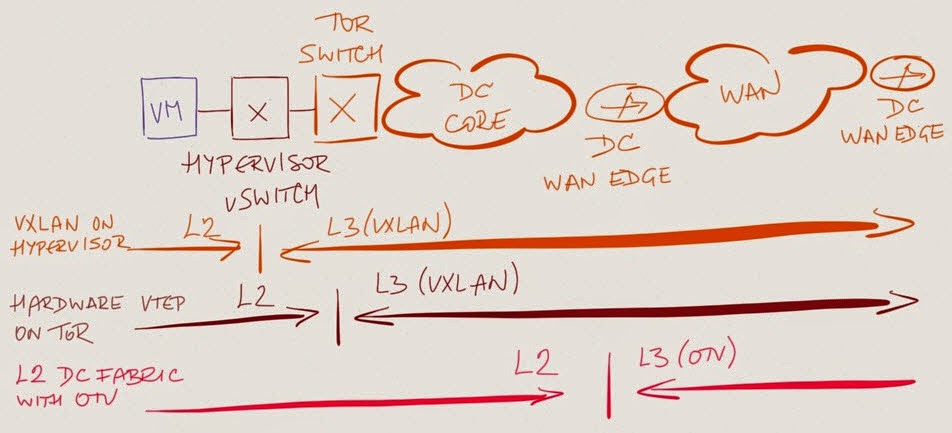 TOR
SWITCH
VM
X
X
DC
CORE
WAN
DC
WAN EDGE
DC
WAN EDGE
HYPERVISOR
vSWITCH
VXLAN ON
HYPERVISOR
L2
L3 (VXLAN)
HARDWARE VTEP
ON TOR
L2
L3 (VXLAN)
L2 DC FABRIC
WITH OTV
L2
L3 (OTV)